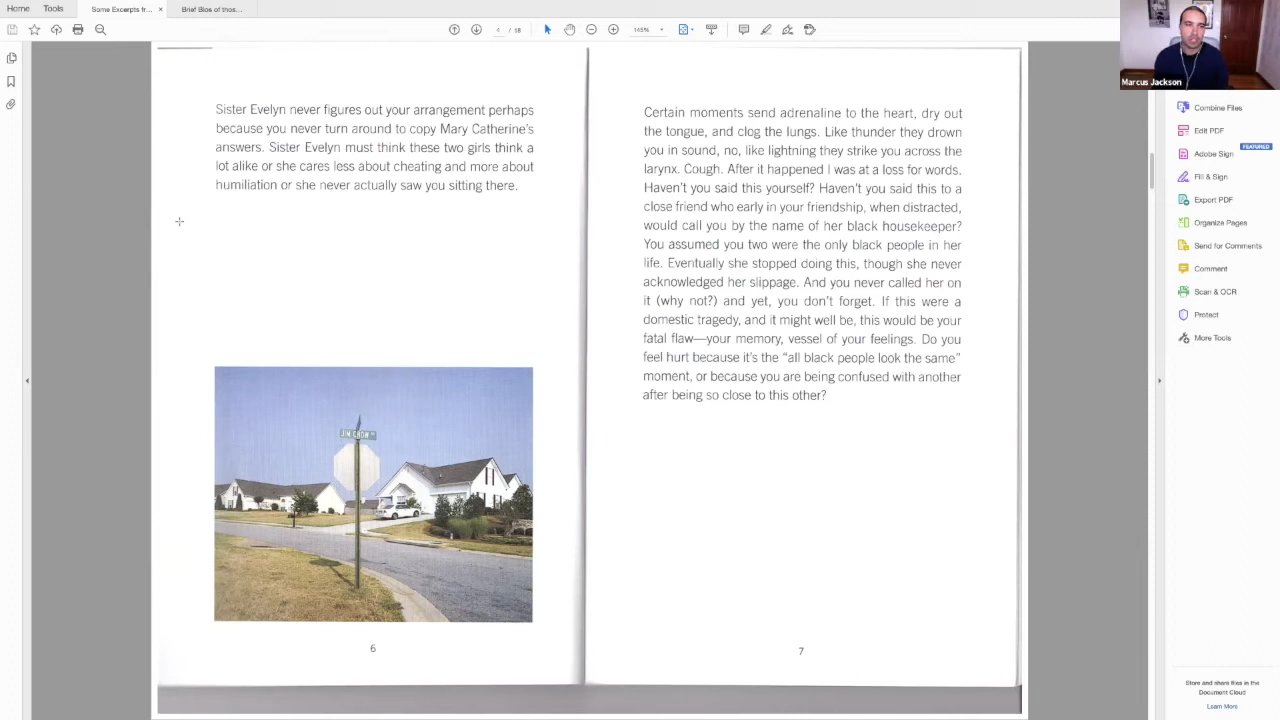 Home
Tools
Some Excerpts fr...
Brief Bios of thos...
4 / 18
145%
Marcus Jackson
Combine Files
Edit PDF
FEATURED
Adobe Sign
Fill & Sign
Export PDF
Organize Pages
Send for Comments
Comment
Scan & OCR
Protect
More Tools
Store and share files in the
Document Cloud
Learn More
Sister Evelyn never figures out your arrangement perhaps
because you never turn around to copy Mary Catherine's
answers. Sister Evelyn must think these two girls think a
lot alike or she cares less about cheating and more about
humiliation or she never actually saw you sitting there.
JIM CROW RD
6
Certain moments send adrenaline to the heart, dry out
the tongue, and clog the lungs. Like thunder they drown
you in sound, no, like lightning they strike you across the
larynx. Cough. After it happened I was at a loss for words.
Haven't you said this yourself? Haven't you said this to a
close friend who early in your friendship, when distracted,
would call you by the name of her black housekeeper?
You assumed you two were the only black people in her
life. Eventually she stopped doing this, though she never
acknowledged her slippage. And you never called her on
it (why not?) and yet, you don't forget. If this were a
domestic tragedy, and it might well be, this would be your
fatal flaw—your memory, vessel of your feelings. Do you
feel hurt because it's the "all black people look the same"
moment, or because you are being confused with another
after being so close to this other?
7